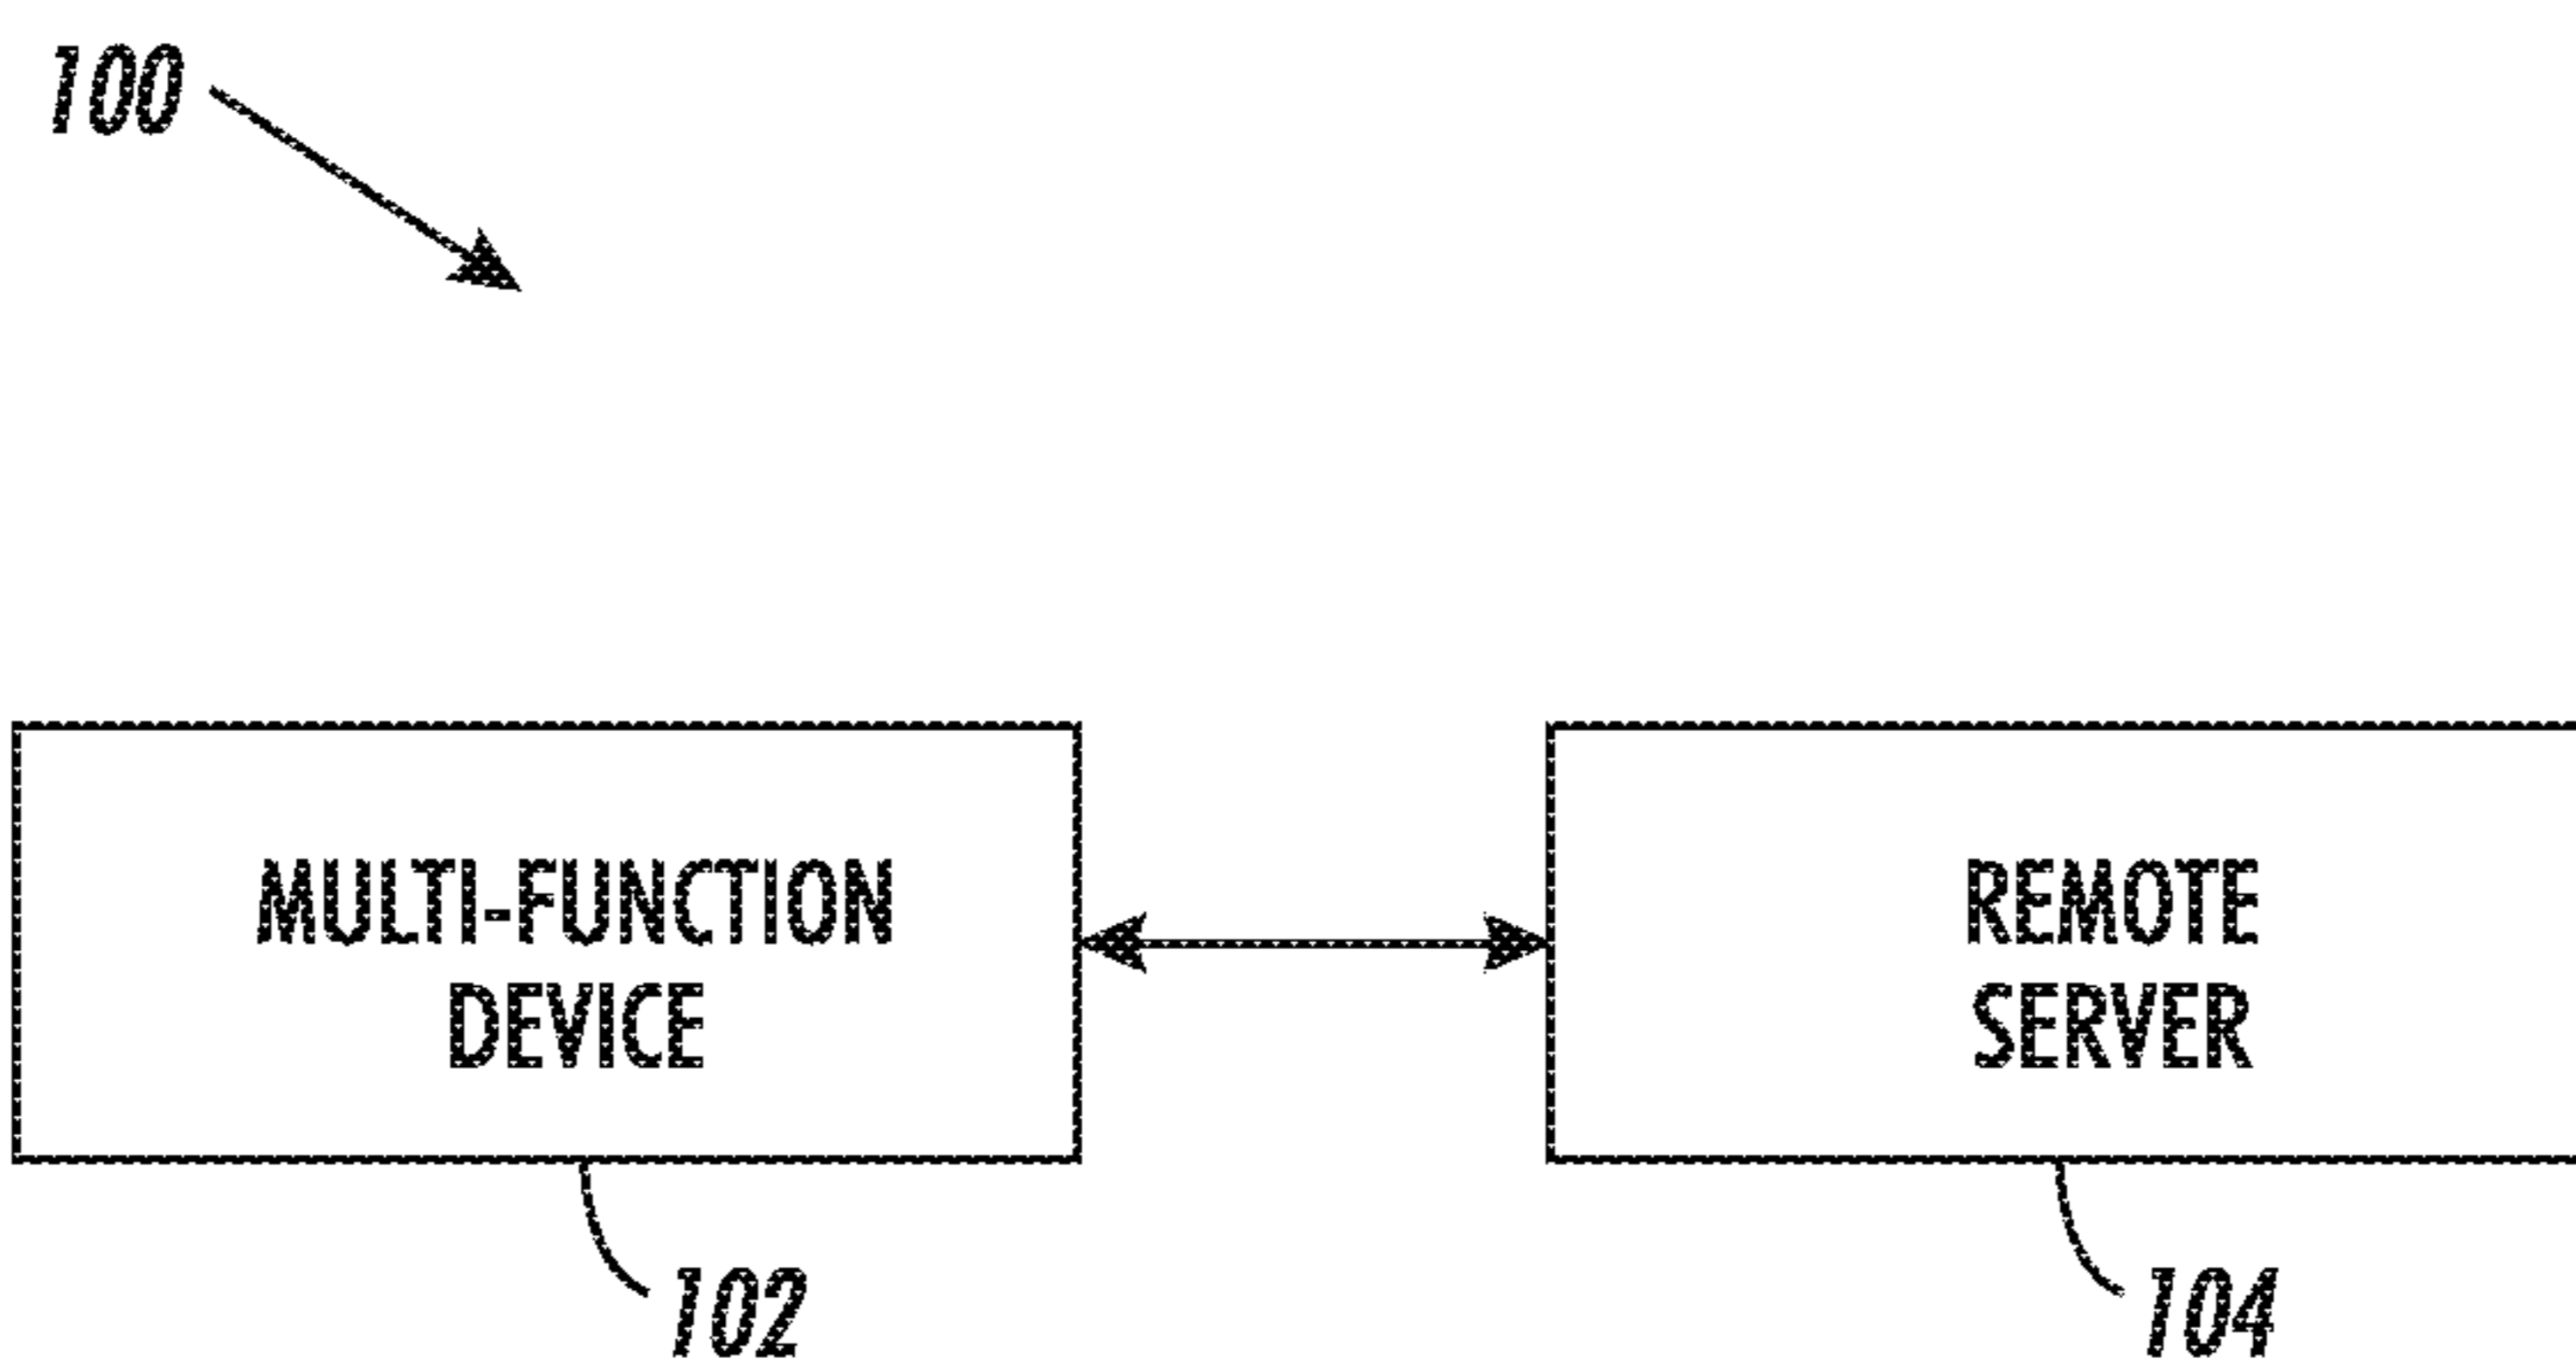 100
MULTI-FUNCTION
DEVICE
REMOTE
SERVER
102
104